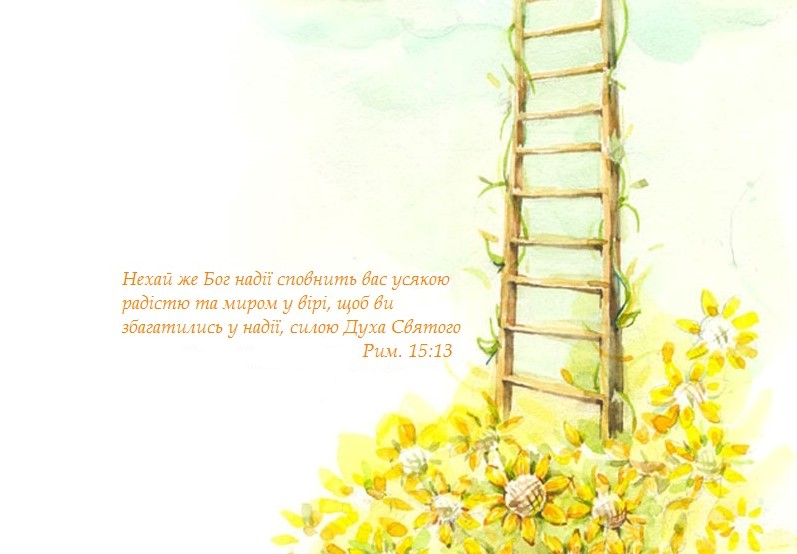 Нехай же Бог надії сповнить вас усякою
радістю та миром у вірі, щоб ви
збагатились у надії, силою Духа Святого
Рим. 15:13